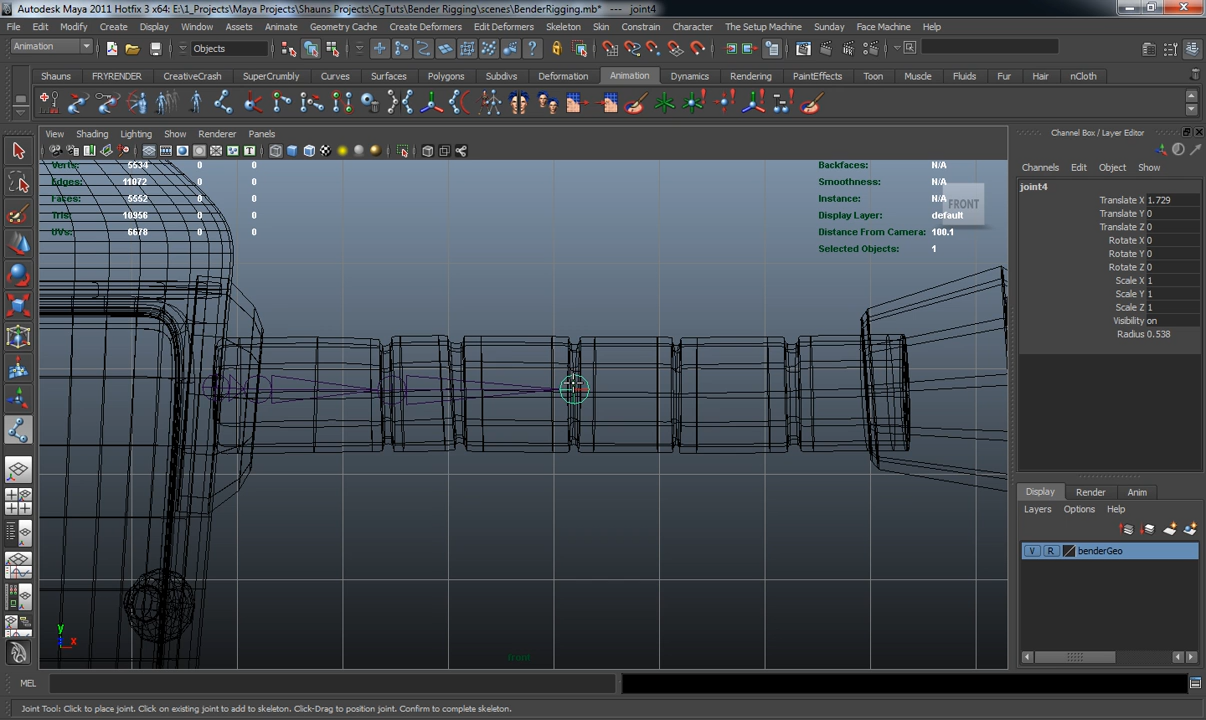 Autodesk Maya 2011 Hotfix 3 x64: E:\1_Projects\Maya Projects\Shauns Projects\CgTuts\Bender Rigging\scenes\BenderRigging.mb* --- joint4
File Edit Modify Create Display Window Assets Animate Geometry Cache Create Deformers Edit Deformers Skeleton Skin Constrain Character The Setup Machine Sunday Face Machine Help
Animation Objects
Shauns FRYRENDER CreativeCrash SuperCrumbly Curves Surfaces Polygons Subdivs Deformation Animation Dynamics Rendering PaintEffects Toon Muscle Fluids Fur Hair nCloth
View Shading Lighting Show Renderer Panels
Channel Box / Layer Editor
Channels Edit Object Show
Verts: 5534 0 0
Edges: 11072 0 0
Faces: 5552 0 0
Tris: 10956 0 0
UVs: 6678 0 0
Backfaces: N/A
Smoothness: N/A
Instance: N/A
Display Layer: default
Distance From Camera: 100.1
Selected Objects: 1
FRONT
joint4
Translate X 1.729
Translate Y 0
Translate Z 0
Rotate X 0
Rotate Y 0
Rotate Z 0
Scale X 1
Scale Y 1
Scale Z 1
Visibility on
Radius 0.538
Display Render Anim
Layers Options Help
V R benderGeo
y
x
front
MEL
Joint Tool: Click to place joint. Click on existing joint to add to skeleton. Click-Drag to position joint. Confirm to complete skeleton.